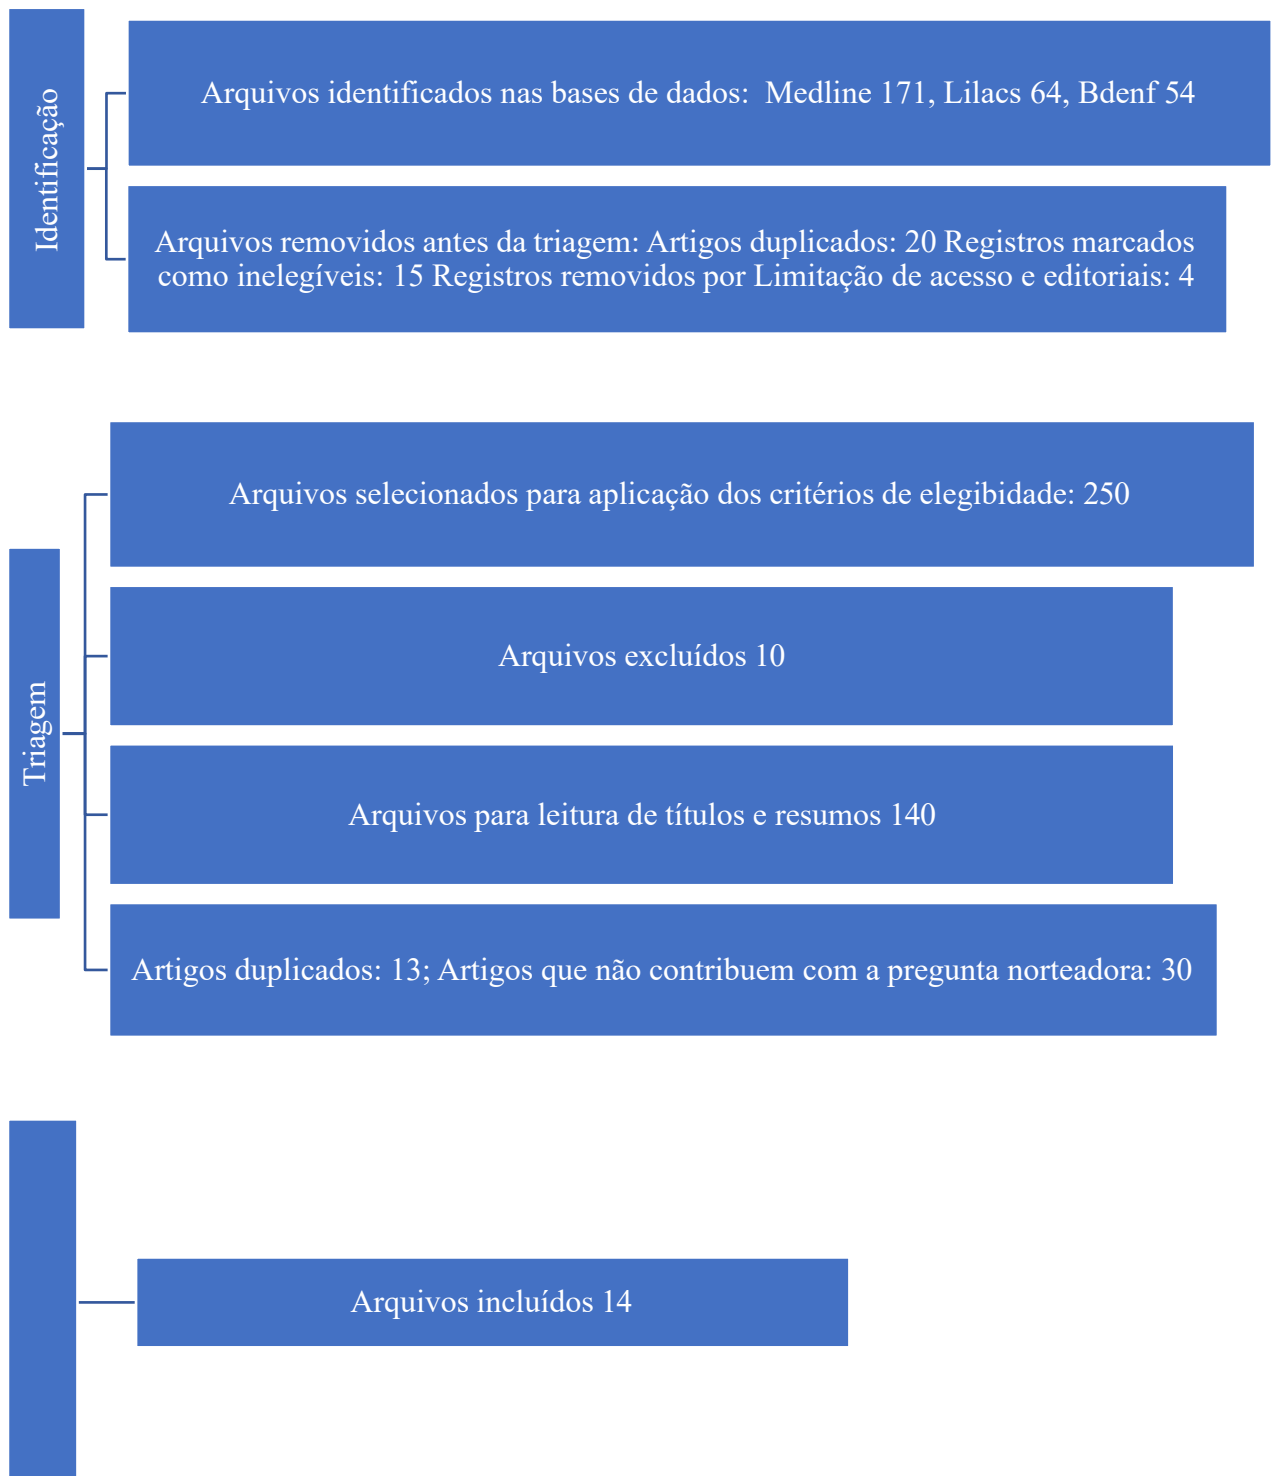 Identificação
Arquivos identificados nas bases de dados:  Medline 171, Lilacs 64, Bdenf 54
Arquivos removidos antes da triagem: Artigos duplicados: 20 Registros marcados
como inelegíveis: 15 Registros removidos por Limitação de acesso e editoriais: 4
Triagem
Arquivos selecionados para aplicação dos critérios de elegibidade: 250
Arquivos excluídos 10
Arquivos para leitura de títulos e resumos 140
Artigos duplicados: 13; Artigos que não contribuem com a pregunta norteadora: 30
Arquivos incluídos 14